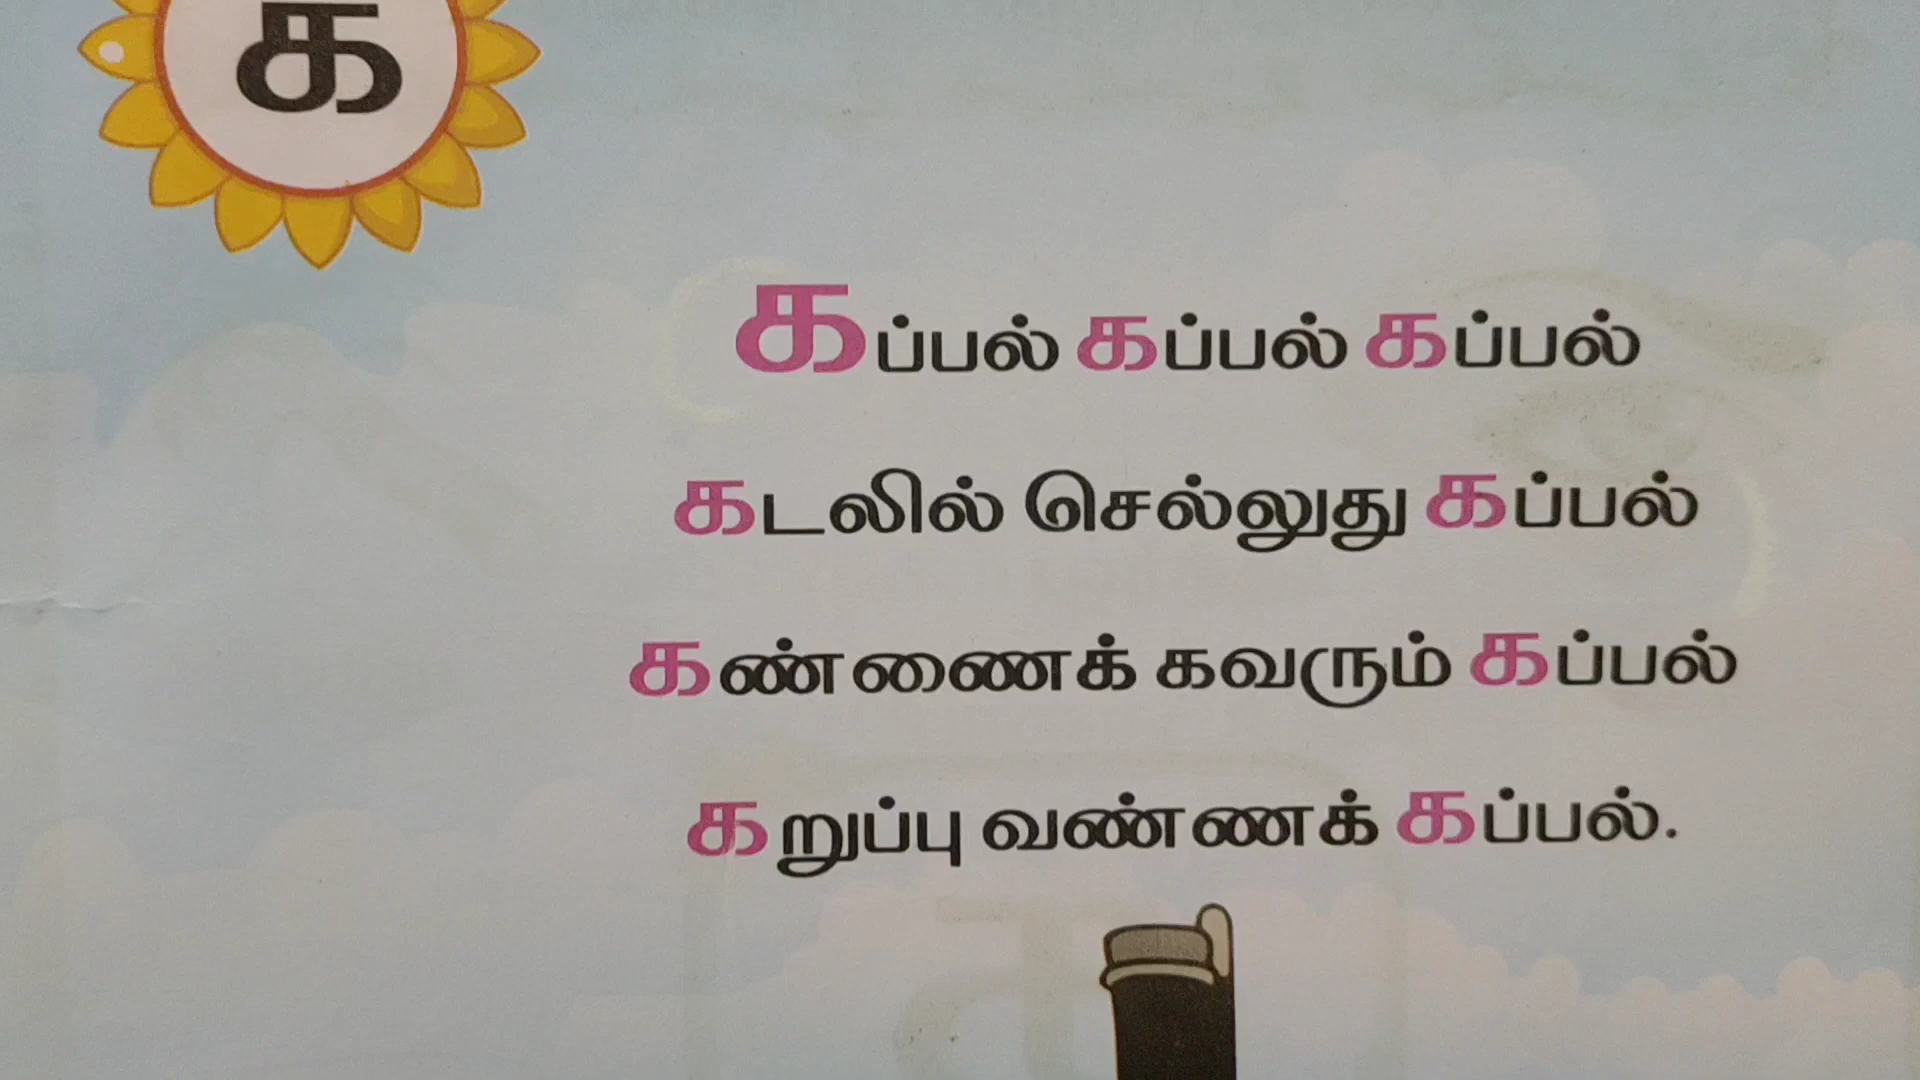 க
கப்பல் கப்பல் கப்பல்
கடலில் செல்லுது கப்பல்
கண்ணைக் கவரும் கப்பல்
கறுப்பு வண்ணக் கப்பல்.